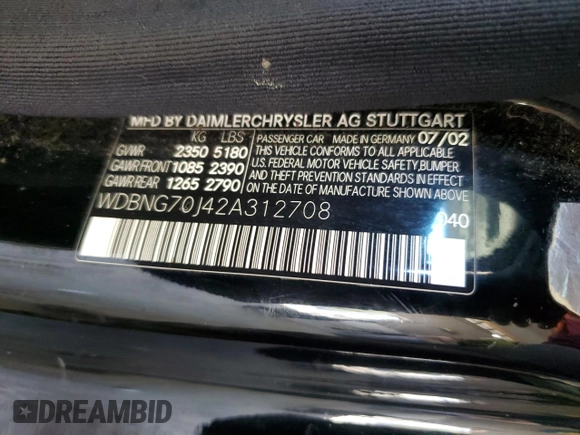 MFD BY DAIMLERCHRYSLER AG STUTTGART
KG LBS
GVWR 2350 5180
GAWR FRONT 1085 2390
GAWR REAR 1265 2790
PASSENGER CAR MADE IN GERMANY 07/02
THIS VEHICLE CONFORMS TO ALL APPLICABLE
U.S. FEDERAL MOTOR VEHICLE SAFETY, BUMPER
AND THEFT PREVENTION STANDARDS
IN EFFECT ON THE DATE OF
MANUFACTURE SHOWN ABOVE
WDBNG70J42A312708
040
DREAMBID